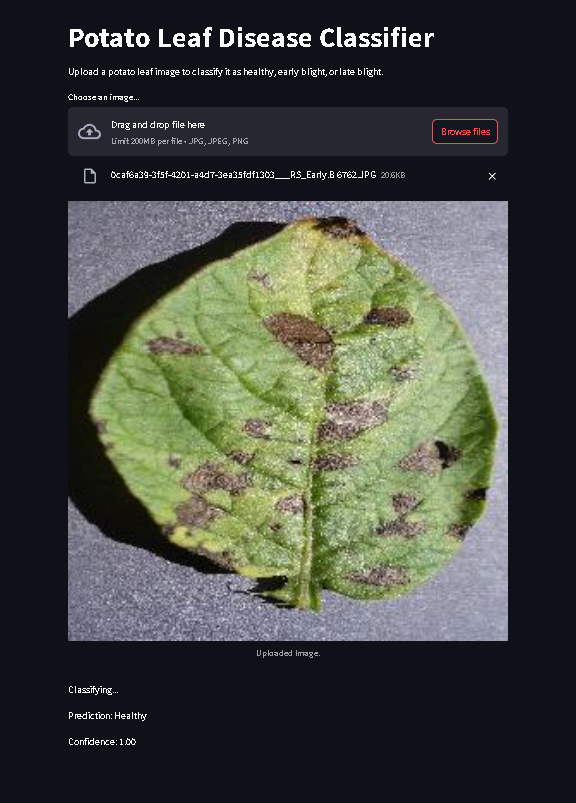 Potato Leaf Disease Classifier
Upload a potato leaf image to classify it as healthy, early blight, or late blight.
Choose an image...
Drag and drop file here
Limit 200MB per file • JPG, JPEG, PNG
Browse files
0caf6a39-3f5f-4201-a4d7-3ea35fdf1303___RS_Early.B 6762.JPG 20.6KB
Uploaded Image.
Classifying...
Prediction: Healthy
Confidence: 1.00